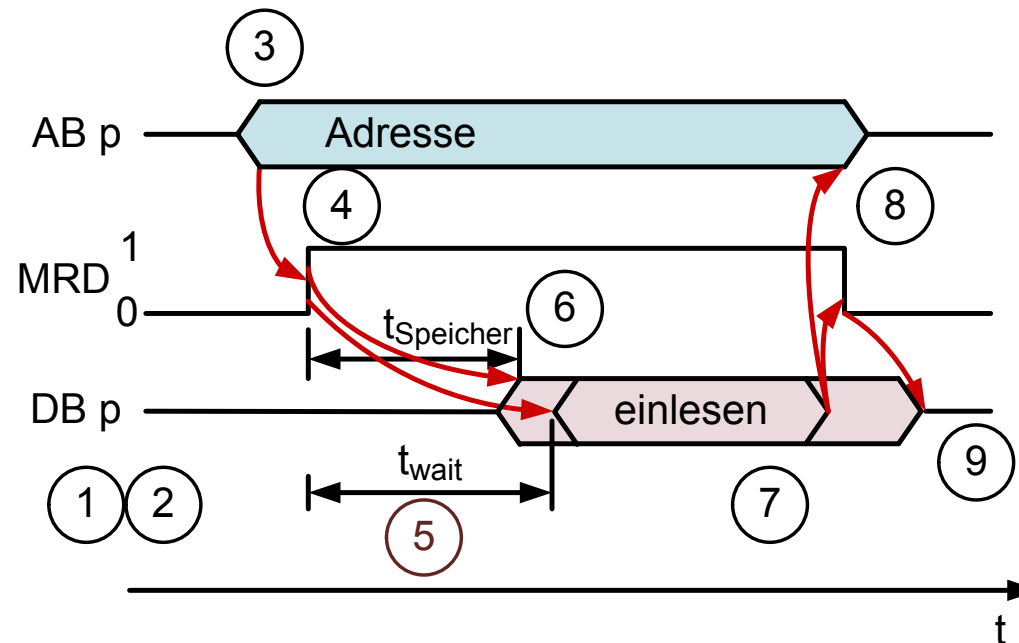 3
AB p
Adresse
4
8
MRD
1
0
6
tSpeicher
DB p
einlesen
9
twait
1
2
7
5
t